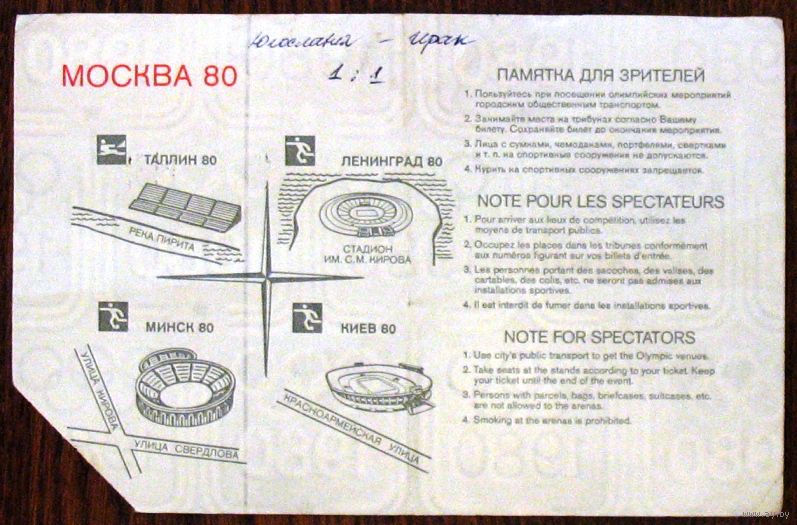 Югославия - Ирак
1 : 1
МОСКВА 80
ТАЛЛИН 80
РЕКА ПИРИТА
ЛЕНИНГРАД 80
СТАДИОН
ИМ. С.М. КИРОВА
МИНСК 80
УЛИЦА КИРОВА
УЛИЦА СВЕРДЛОВА
КИЕВ 80
КРАСНОАРМЕЙСКАЯ УЛИЦА
ПАМЯТКА ДЛЯ ЗРИТЕЛЕЙ
1. Пользуйтесь при посещении олимпийских мероприятий
городским общественным транспортом.
2. Занимайте места на трибунах согласно Вашему
билету. Сохраняйте билет до окончания мероприятия.
3. Лица с сумками, чемоданами, портфелями, свертками
и т. п. на спортивные сооружения не допускаются.
4. Курить на спортивных сооружениях запрещается.
NOTE POUR LES SPECTATEURS
1. Pour arriver aux lieux de compétition, utilisez les
moyens de transport publics.
2. Occupez les places dans les tribunes conformément
aux numéros figurant sur vos billets d'entrée.
3. Les personnes portant des sacoches, des valises, des
cartables, des colis, etc. ne seront pas admises aux
installations sportives.
4. Il est interdit de fumer dans les installations sportives.
NOTE FOR SPECTATORS
1. Use city's public transport to get the Olympic venues.
2. Take seats at the stands according to your ticket. Keep
your ticket until the end of the event.
3. Persons with parcels, bags, briefcases, suitcases, etc.
are not allowed to the arenas.
4. Smoking at the arenas is prohibited.
1980